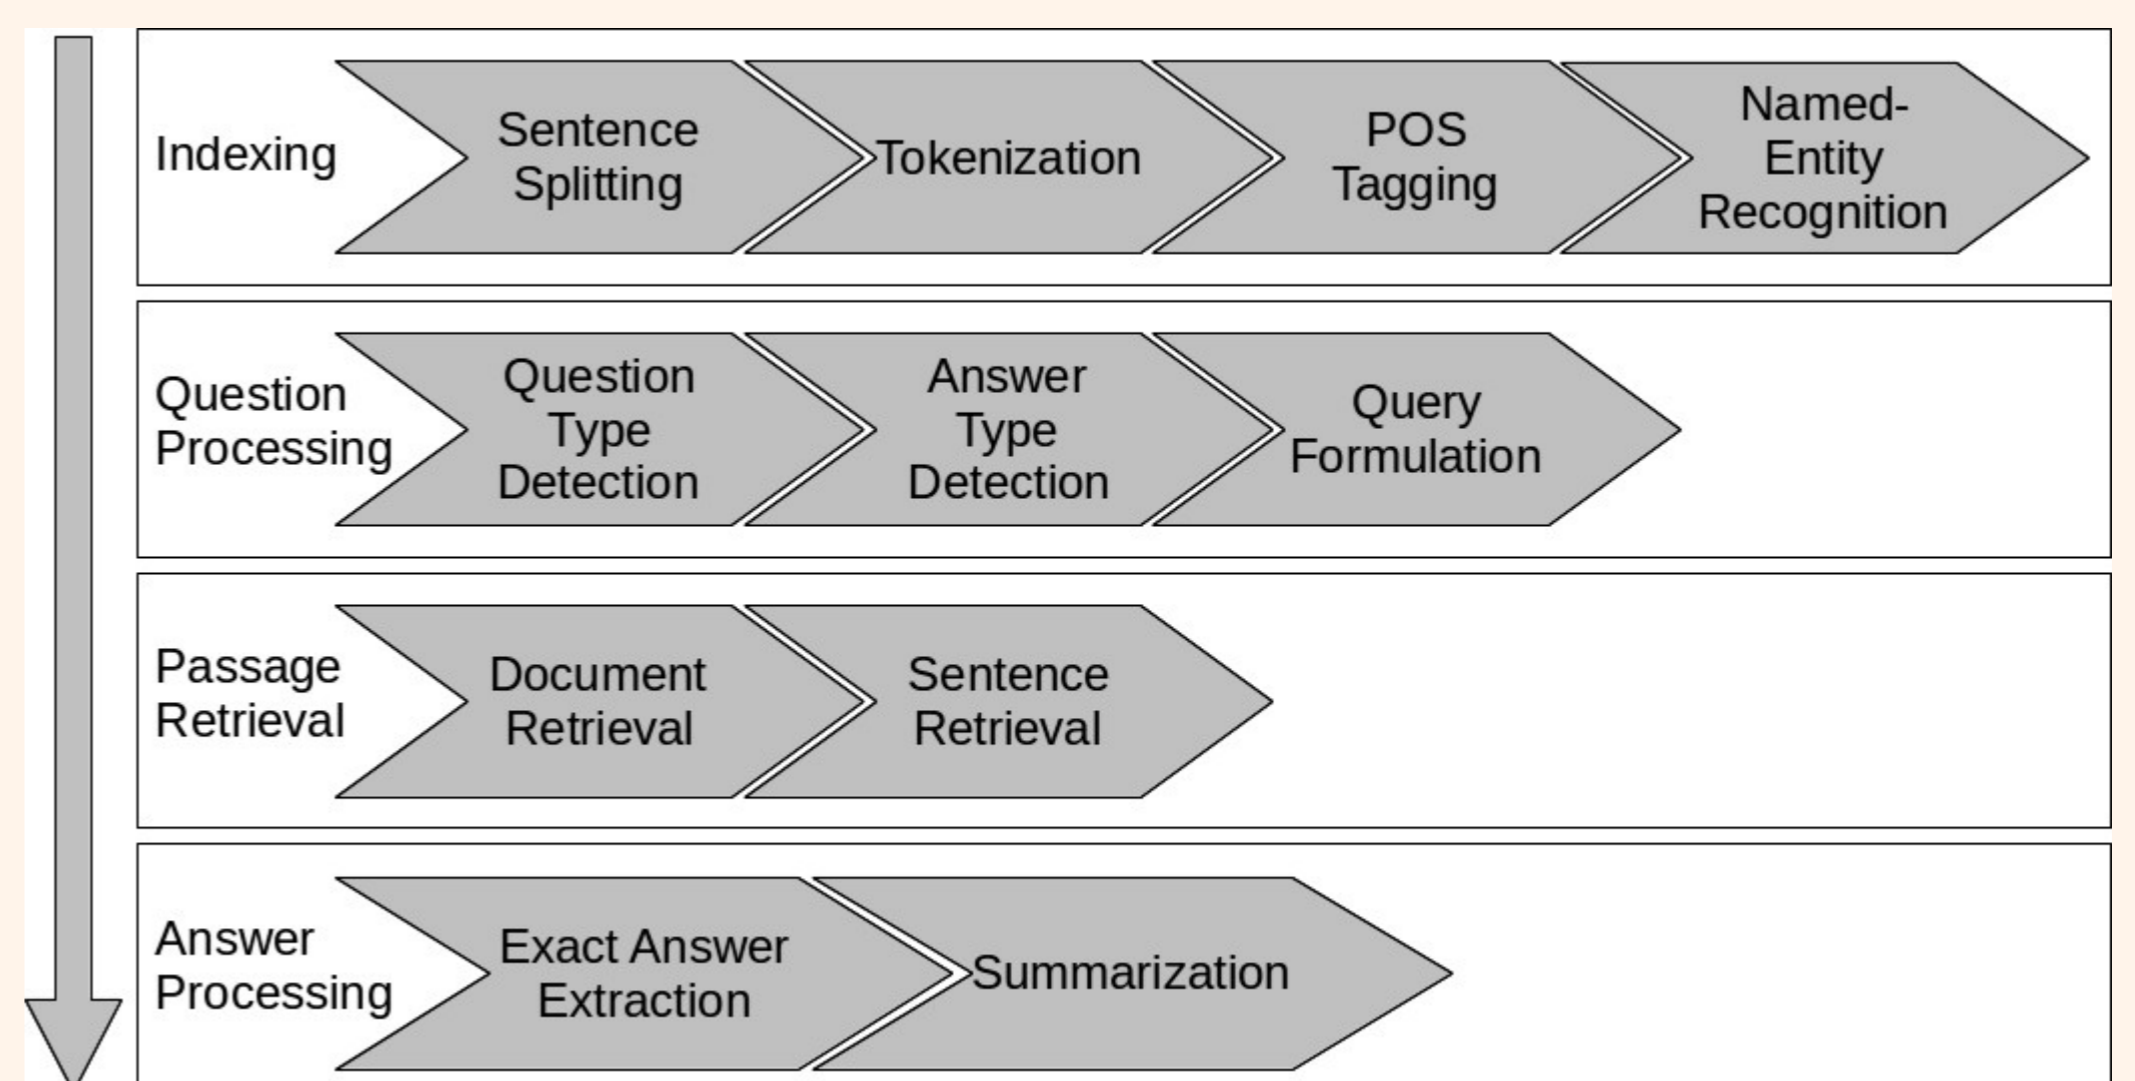 Indexing
Sentence
Splitting
Tokenization
POS
Tagging
Named-
Entity
Recognition
Question
Processing
Question
Type
Detection
Answer
Type
Detection
Query
Formulation
Passage
Retrieval
Document
Retrieval
Sentence
Retrieval
Answer
Processing
Exact Answer
Extraction
Summarization